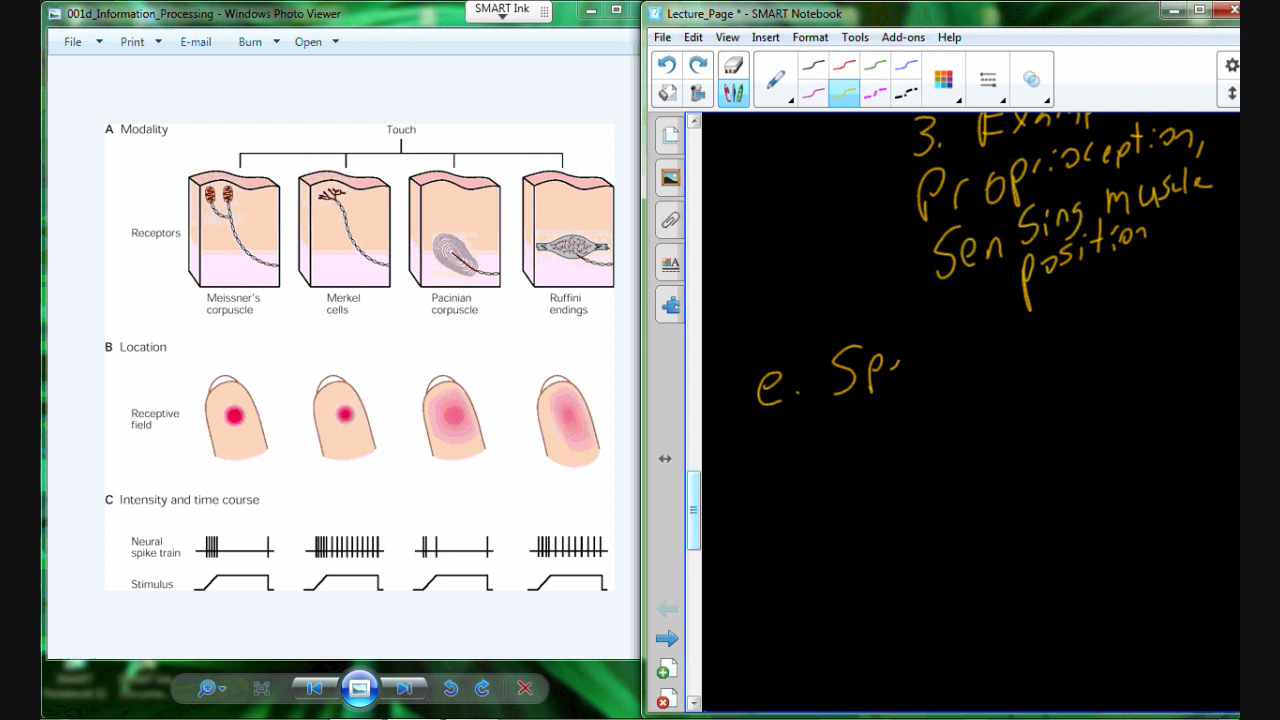 001d_Information_Processing - Windows Photo Viewer
SMART Ink
File Print E-mail Burn Open
A Modality
Touch
Receptors
Meissner's corpuscle
Merkel cells
Pacinian corpuscle
Ruffini endings
B Location
Receptive field
C Intensity and time course
Neural spike train
Stimulus
Lecture_Page * - SMART Notebook
File Edit View Insert Format Tools Add-ons Help
3.
Proprioception,
Sensing muscle
position
e. Sp